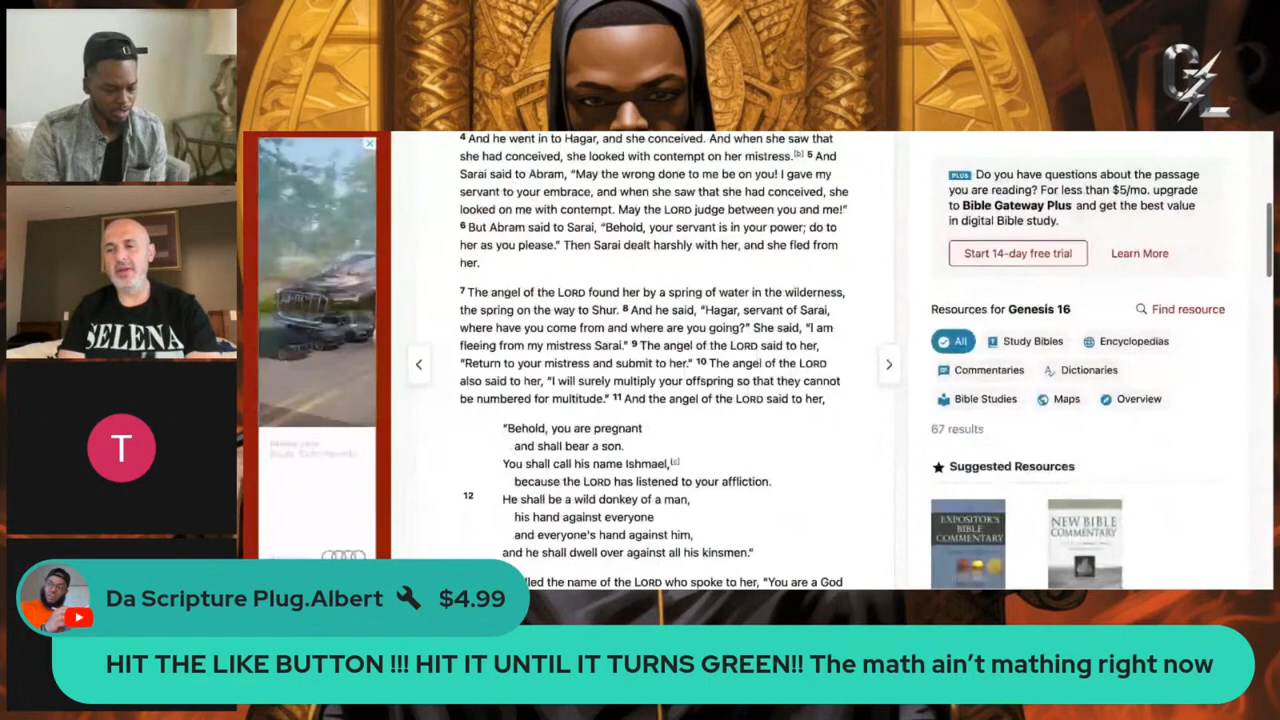 GL
SELENA
T
4 And he went in to Hagar, and she conceived. And when she saw that
she had conceived, she looked with contempt on her mistress.[b] 5 And
Sarai said to Abram, “May the wrong done to me be on you! I gave my
servant to your embrace, and when she saw that she had conceived, she
looked on me with contempt. May the LORD judge between you and me!”
6 But Abram said to Sarai, “Behold, your servant is in your power; do to
her as you please.” Then Sarai dealt harshly with her, and she fled from
her.
7 The angel of the LORD found her by a spring of water in the wilderness,
the spring on the way to Shur. 8 And he said, “Hagar, servant of Sarai,
where have you come from and where are you going?” She said, “I am
fleeing from my mistress Sarai.” 9 The angel of the LORD said to her,
“Return to your mistress and submit to her.” 10 The angel of the LORD
also said to her, “I will surely multiply your offspring so that they cannot
be numbered for multitude.” 11 And the angel of the LORD said to her,
“Behold, you are pregnant
and shall bear a son.
You shall call his name Ishmael,[c]
because the LORD has listened to your affliction.
12 He shall be a wild donkey of a man,
his hand against everyone
and everyone's hand against him,
and he shall dwell over against all his kinsmen.”
led the name of the LORD who spoke to her, “You are a God
PLUS Do you have questions about the passage
you are reading? For less than $5/mo. upgrade
to Bible Gateway Plus and get the best value
in digital Bible study.
Start 14-day free trial Learn More
Resources for Genesis 16 Find resource
All Study Bibles Encyclopedias
Commentaries Dictionaries
Bible Studies Maps Overview
67 results
Suggested Resources
EXPOSITOR'S
BIBLE
COMMENTARY
NEW BIBLE
COMMENTARY
Da Scripture Plug.Albert $4.99
HIT THE LIKE BUTTON !!! HIT IT UNTIL IT TURNS GREEN!! The math ain’t mathing right now